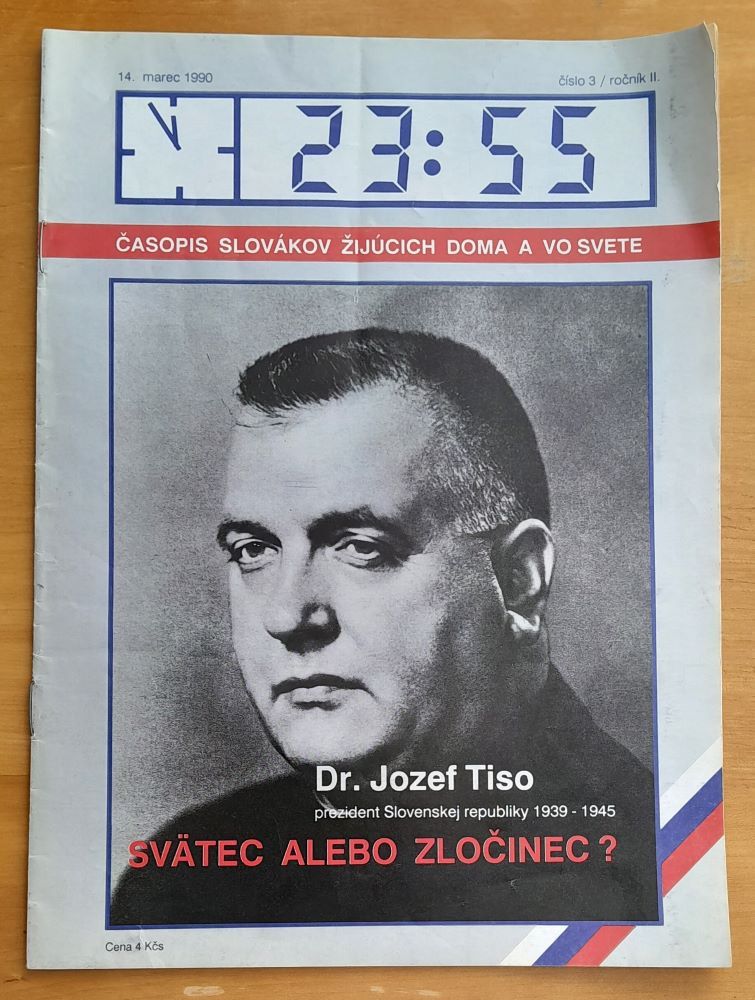 14. marec 1990
číslo 3 / ročník II.
23:55
ČASOPIS SLOVÁKOV ŽIJÚCICH DOMA A VO SVETE
Dr. Jozef Tiso
prezident Slovenskej republiky 1939 - 1945
SVÄTEC ALEBO ZLOČINEC ?
Cena 4 Kčs